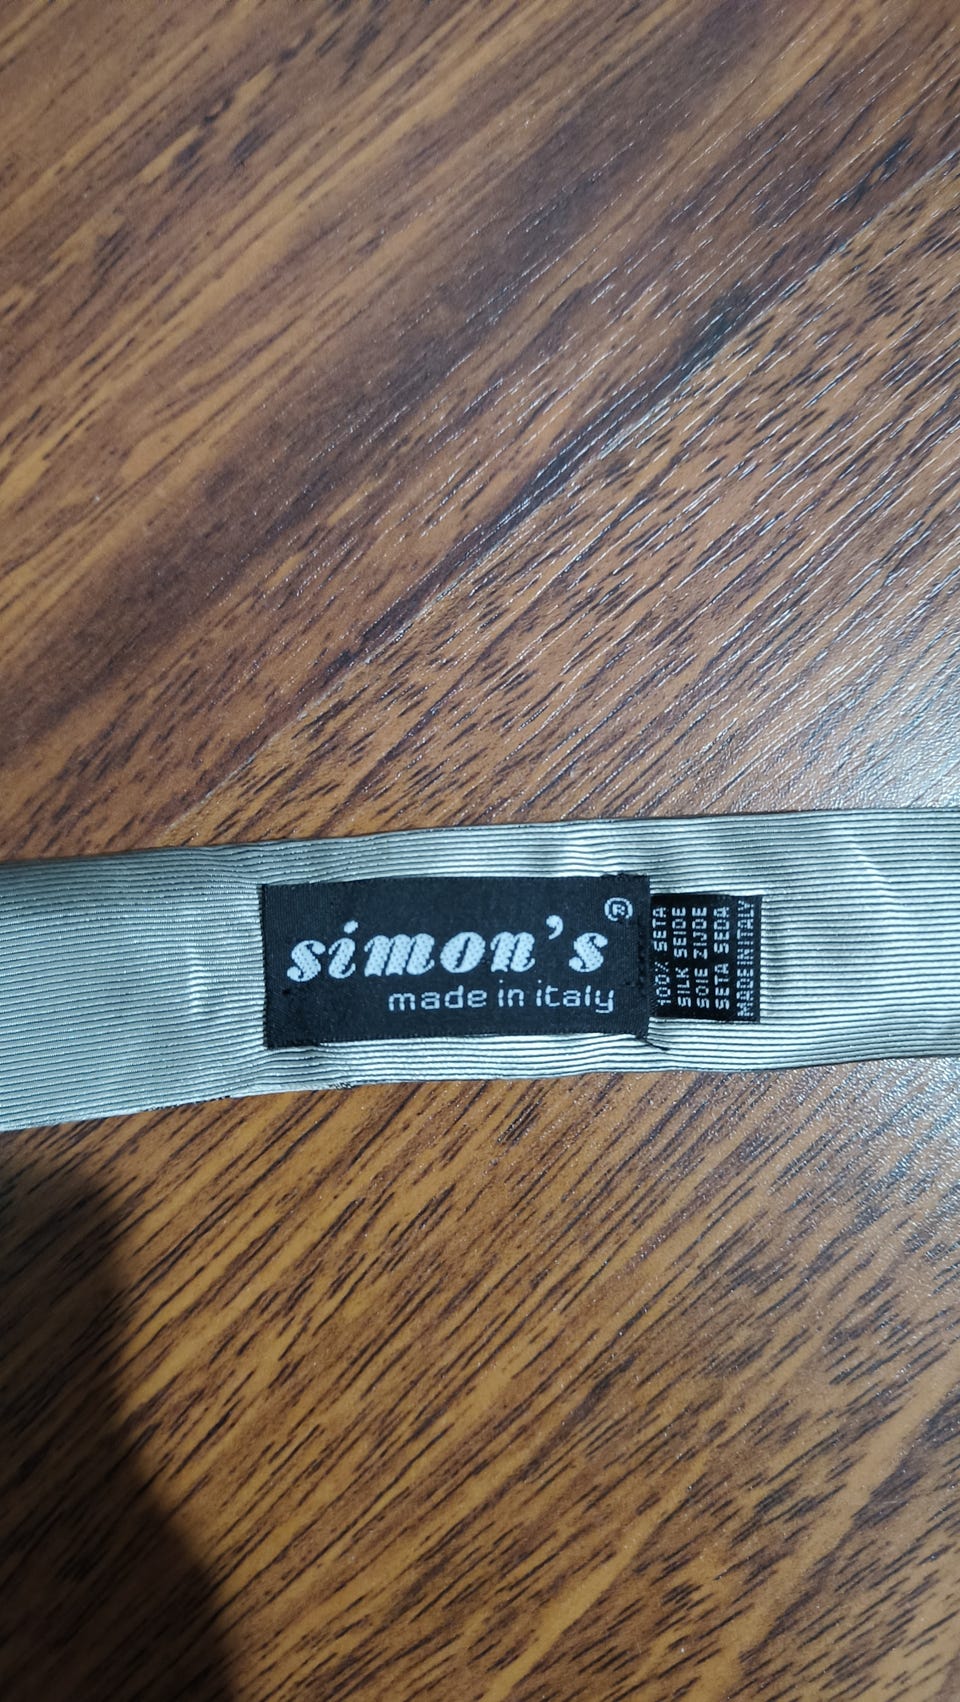 simon's®
made in italy
100% SETA
SILK SEIDE
SOIE ZIJDE
SETA SEDA
MADE IN ITALY